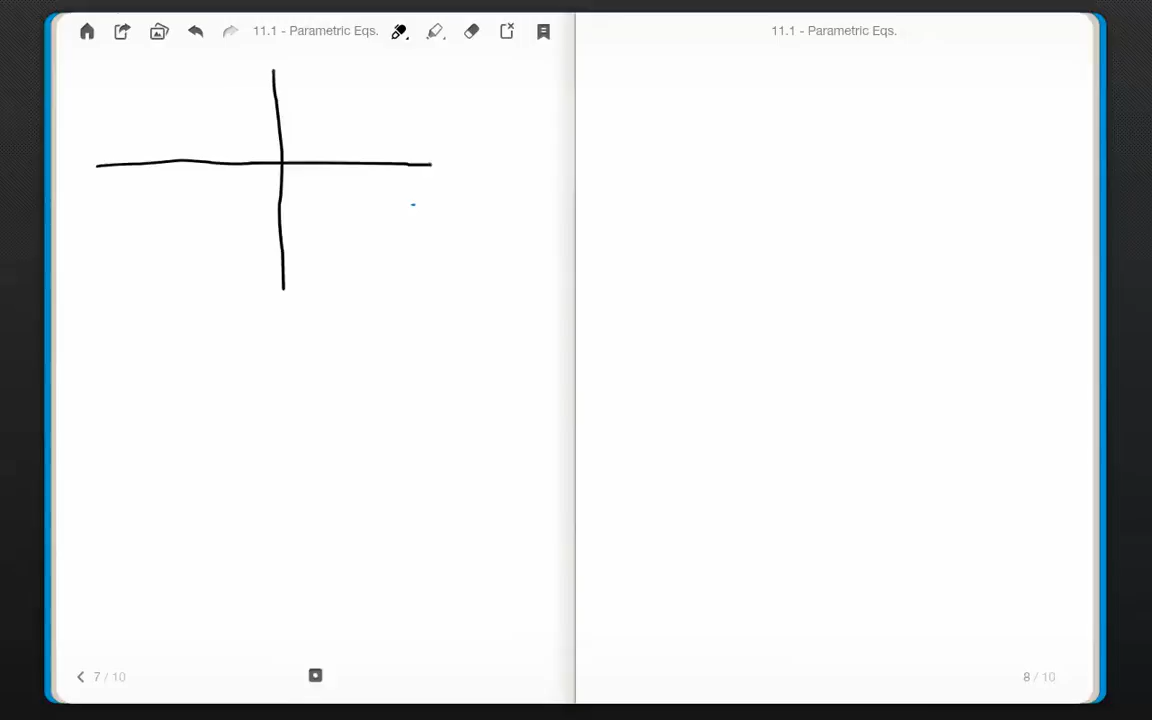 11.1 - Parametric Eqs.
11.1 - Parametric Eqs.
7 / 10
8 / 10